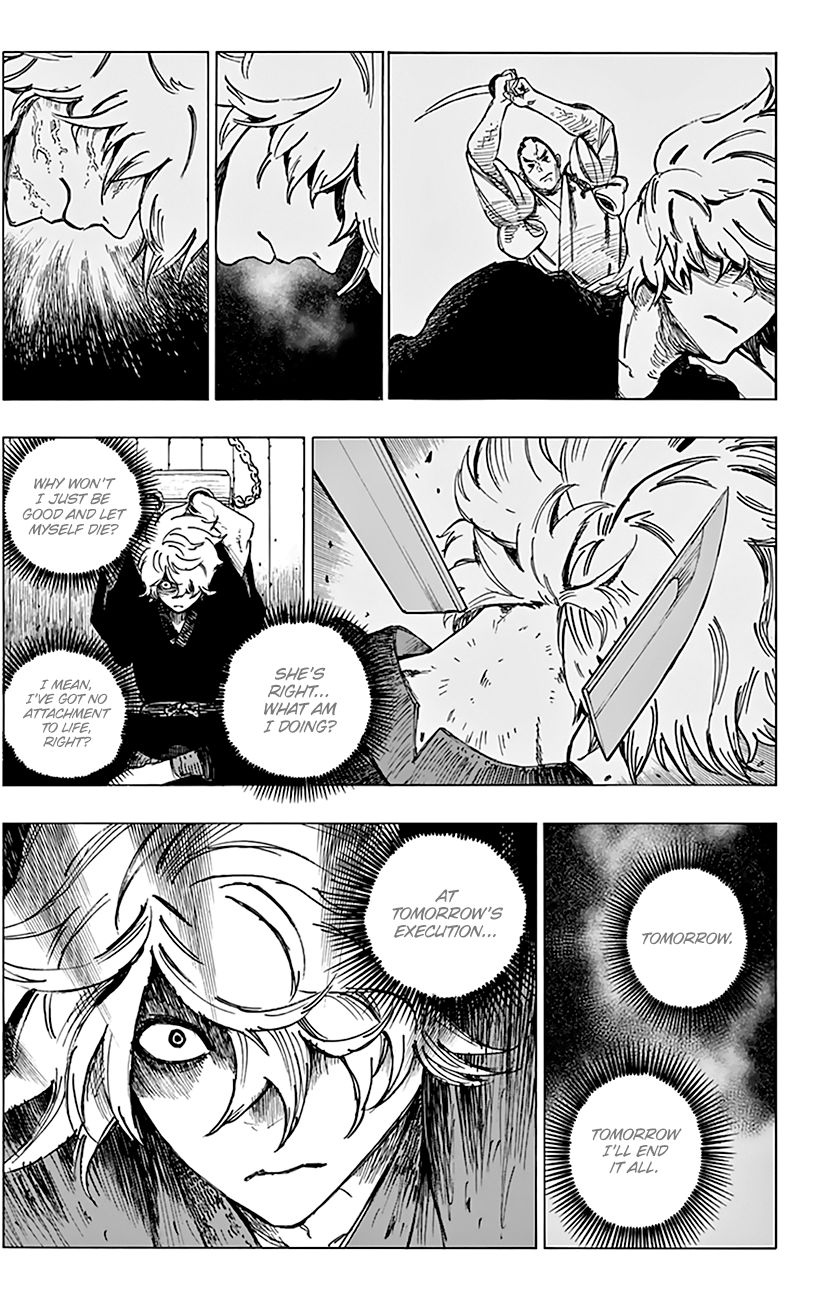 SHE'S
RIGHT...
WHAT AM
I DOING?
WHY WON'T
I JUST BE
GOOD AND LET
MYSELF DIE?
I MEAN,
I'VE GOT NO
ATTACHMENT
TO LIFE,
RIGHT?
TOMORROW.
TOMORROW
I'LL END
IT ALL.
AT
TOMORROW'S
EXECUTION...